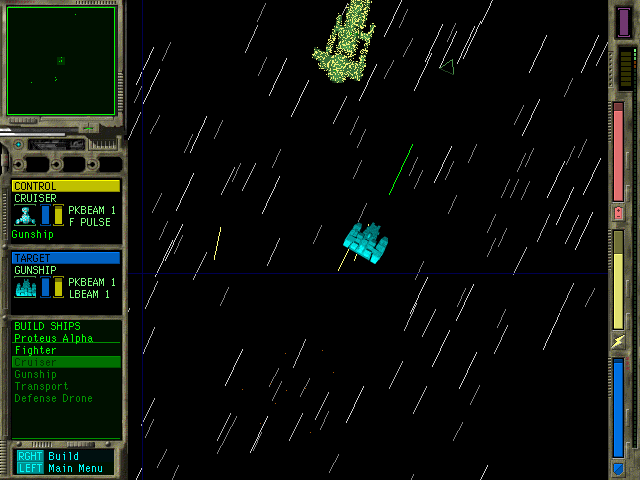 CONTROL
CRUISER
PKBEAM 1
F PULSE
Gunship
TARGET
GUNSHIP
PKBEAM 1
LBEAM 1
BUILD SHIPS
Proteus Alpha
Fighter
Cruiser
Gunship
Transport
Defense Drone
RGHT Build
LEFT Main Menu